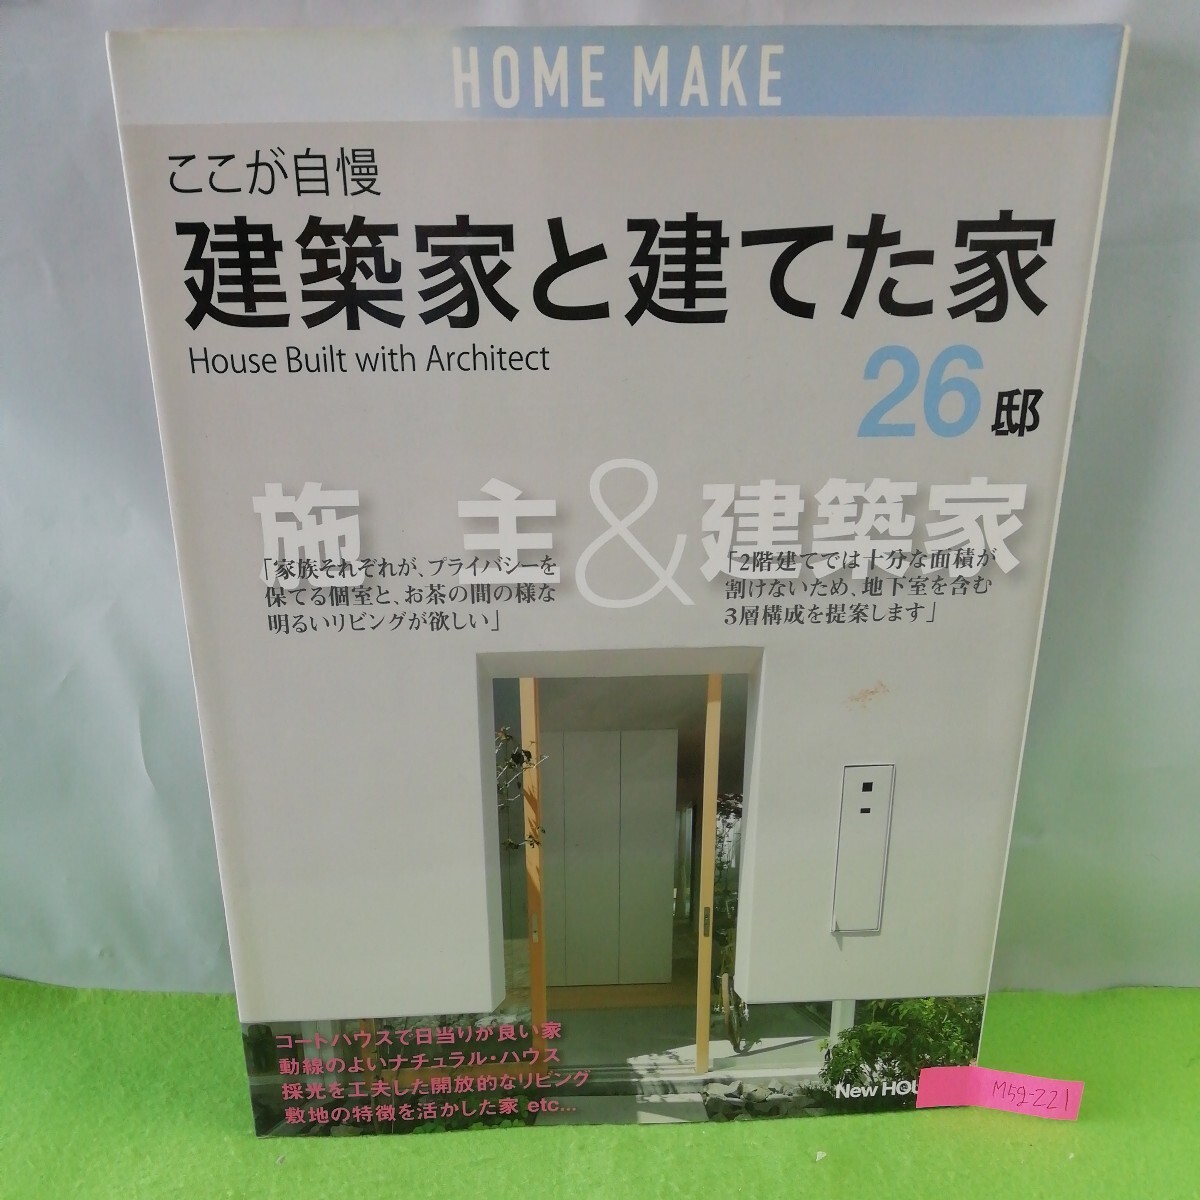 HOME MAKE
ここが自慢
建築家と建てた家
House Built with Architect
26邸
施主&建築家
「家族それぞれが、プライバシーを
保てる個室と、お茶の間の様な
明るいリビングが欲しい」
「2階建てでは十分な面積が
割けないため、地下室を含む
3層構成を提案します」
コートハウスで日当りが良い家
動線のよいナチュラル・ハウス
採光を工夫した開放的なリビング
敷地の特徴を活かした家 etc...
New HOU
M59-221